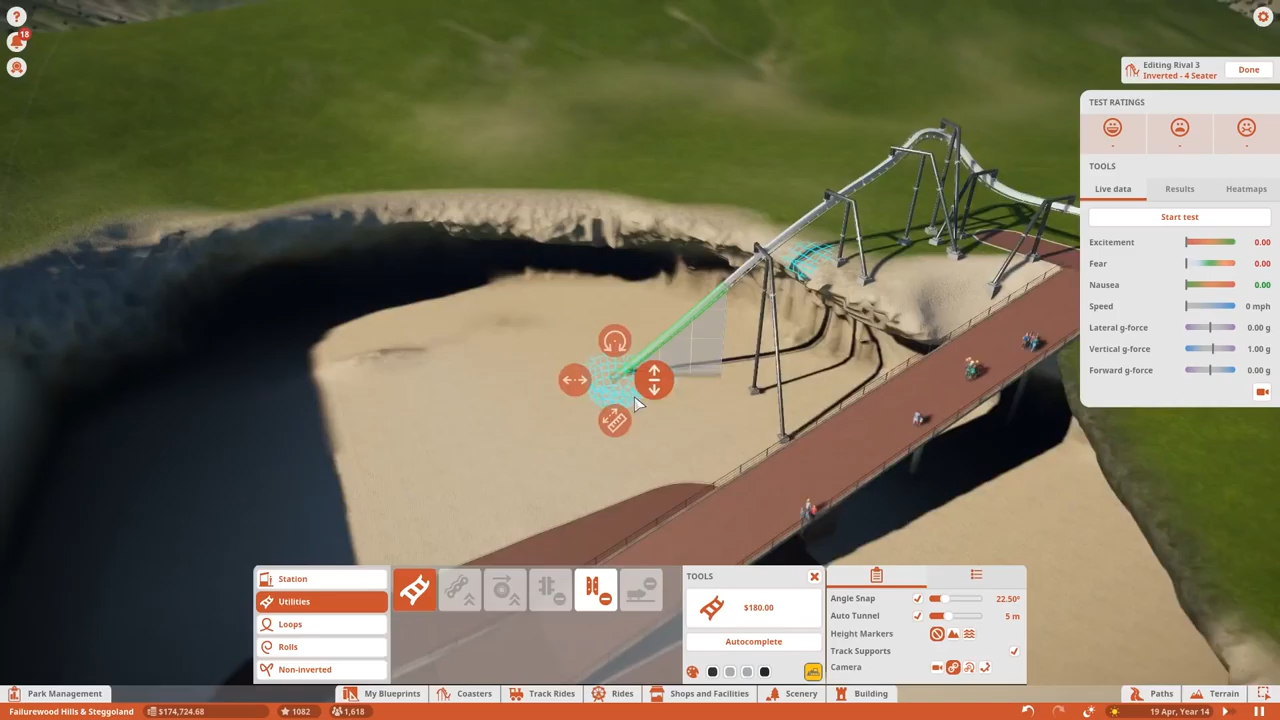 ?
18
Editing Rival 3
Inverted - 4 Seater
Done
TEST RATINGS
- - -
TOOLS
Live data Results Heatmaps
Start test
Excitement 0.00
Fear 0.00
Nausea 0.00
Speed 0 mph
Lateral g-force 0.00 g
Vertical g-force 1.00 g
Forward g-force 0.00 g
Station
Utilities
Loops
Rolls
Non-inverted
TOOLS
$180.00
Autocomplete
Angle Snap 22.50°
Auto Tunnel 5 m
Height Markers
Track Supports
Camera
Park Management My Blueprints Coasters Track Rides Rides Shops and Facilities Scenery Building Paths Terrain
Failurewood Hills & Steggoland $174,724.68 1082 1,618 19 Apr, Year 14